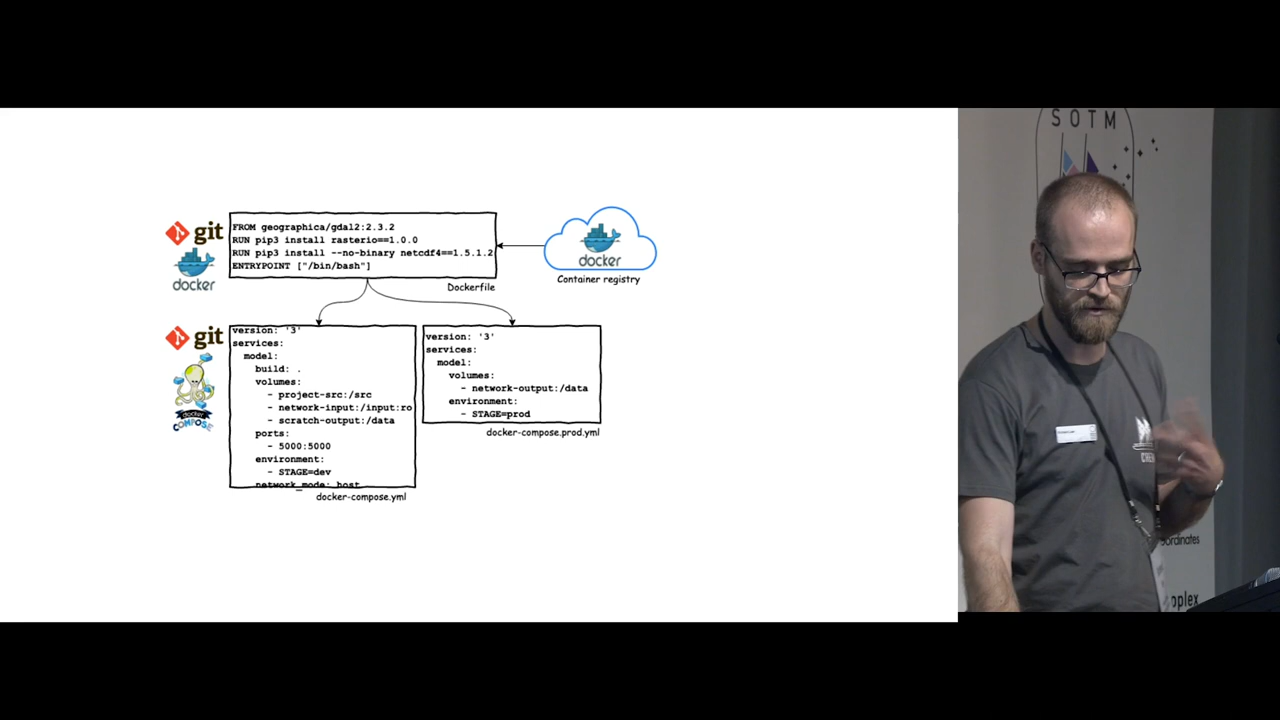 git
docker
FROM geographica/gdal2:2.3.2
RUN pip3 install rasterio==1.0.0
RUN pip3 install --no-binary netcdf4==1.5.1.2
ENTRYPOINT ["/bin/bash"]
Dockerfile
docker
Container registry
git
docker
COMPOSE
version: '3'
services:
model:
build: .
volumes:
- project-src:/src
- network-input:/input:ro
- scratch-output:/data
ports:
- 5000:5000
environment:
- STAGE=dev
network_mode: host
docker-compose.yml
version: '3'
services:
model:
volumes:
- network-output:/data
environment:
- STAGE=prod
docker-compose.prod.yml
SOTM